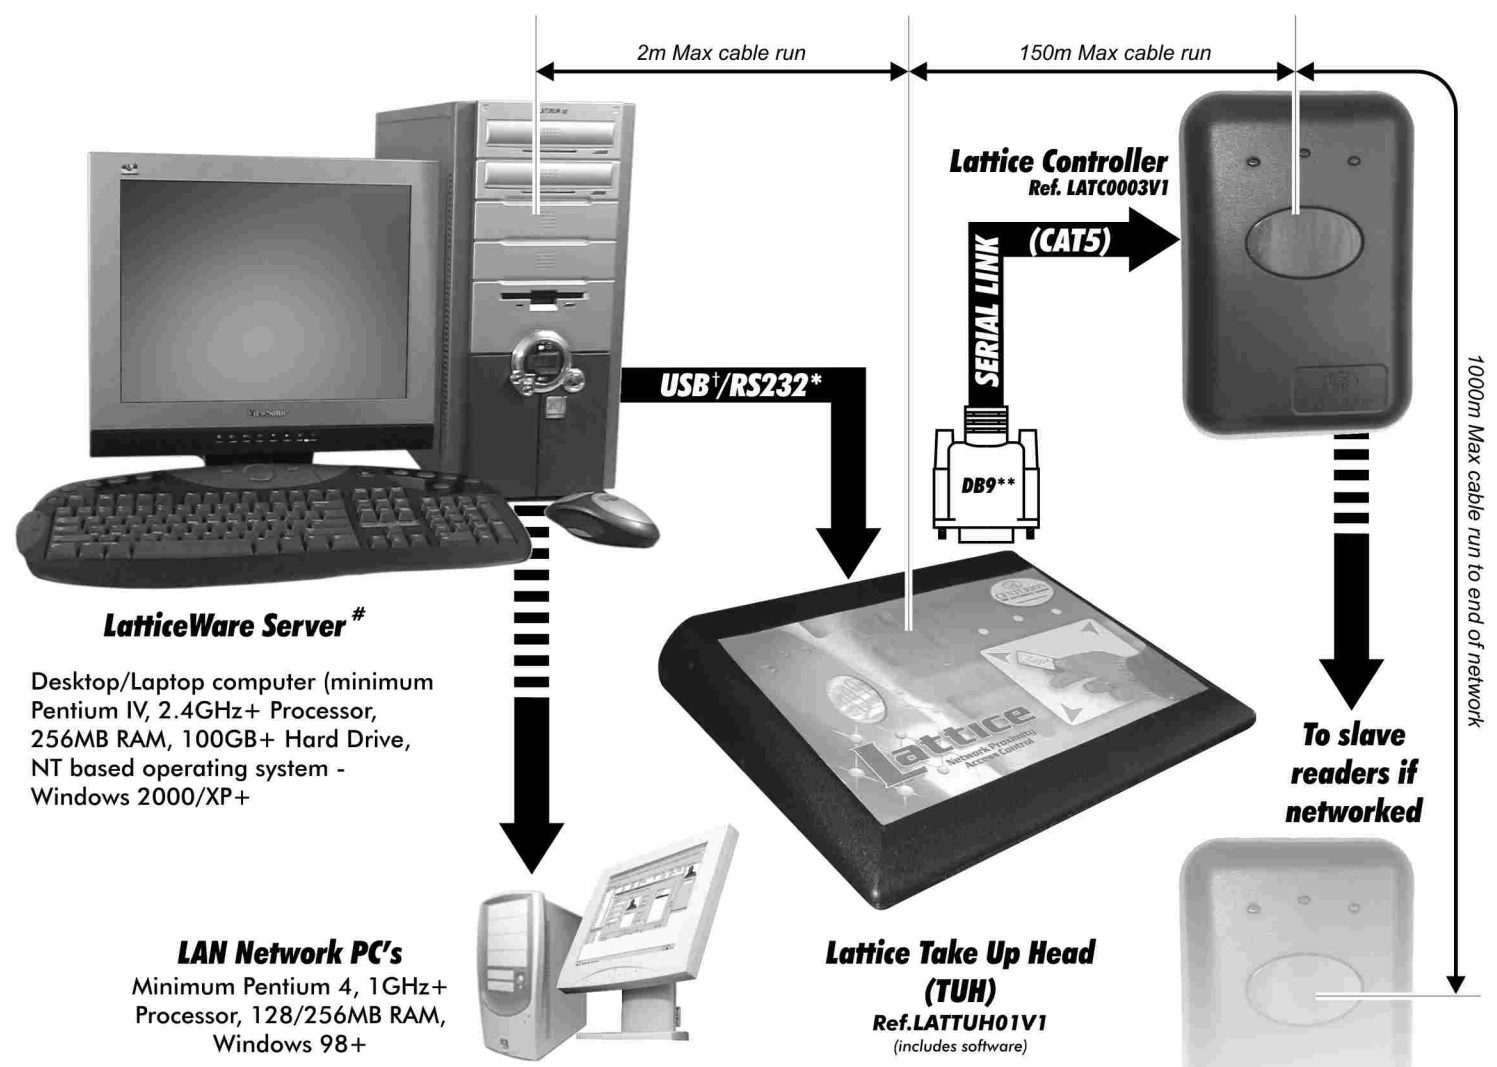 2m Max cable run
150m Max cable run
Lattice Controller
Ref. LATC0003V1
(CAT5)
SERIAL LINK
1000m Max cable run to end of network
USB†/RS232*
DB9**
ViewSonic
LatticeWare Server #
Desktop/Laptop computer (minimum
Pentium IV, 2.4GHz+ Processor,
256MB RAM, 100GB+ Hard Drive,
NT based operating system -
Windows 2000/XP+
CENTURION
Lattice
Network Proximity
Access Control
To slave
readers if
networked
LAN Network PC's
Minimum Pentium 4, 1GHz+
Processor, 128/256MB RAM,
Windows 98+
Lattice Take Up Head
(TUH)
Ref.LATTUH01V1
(includes software)